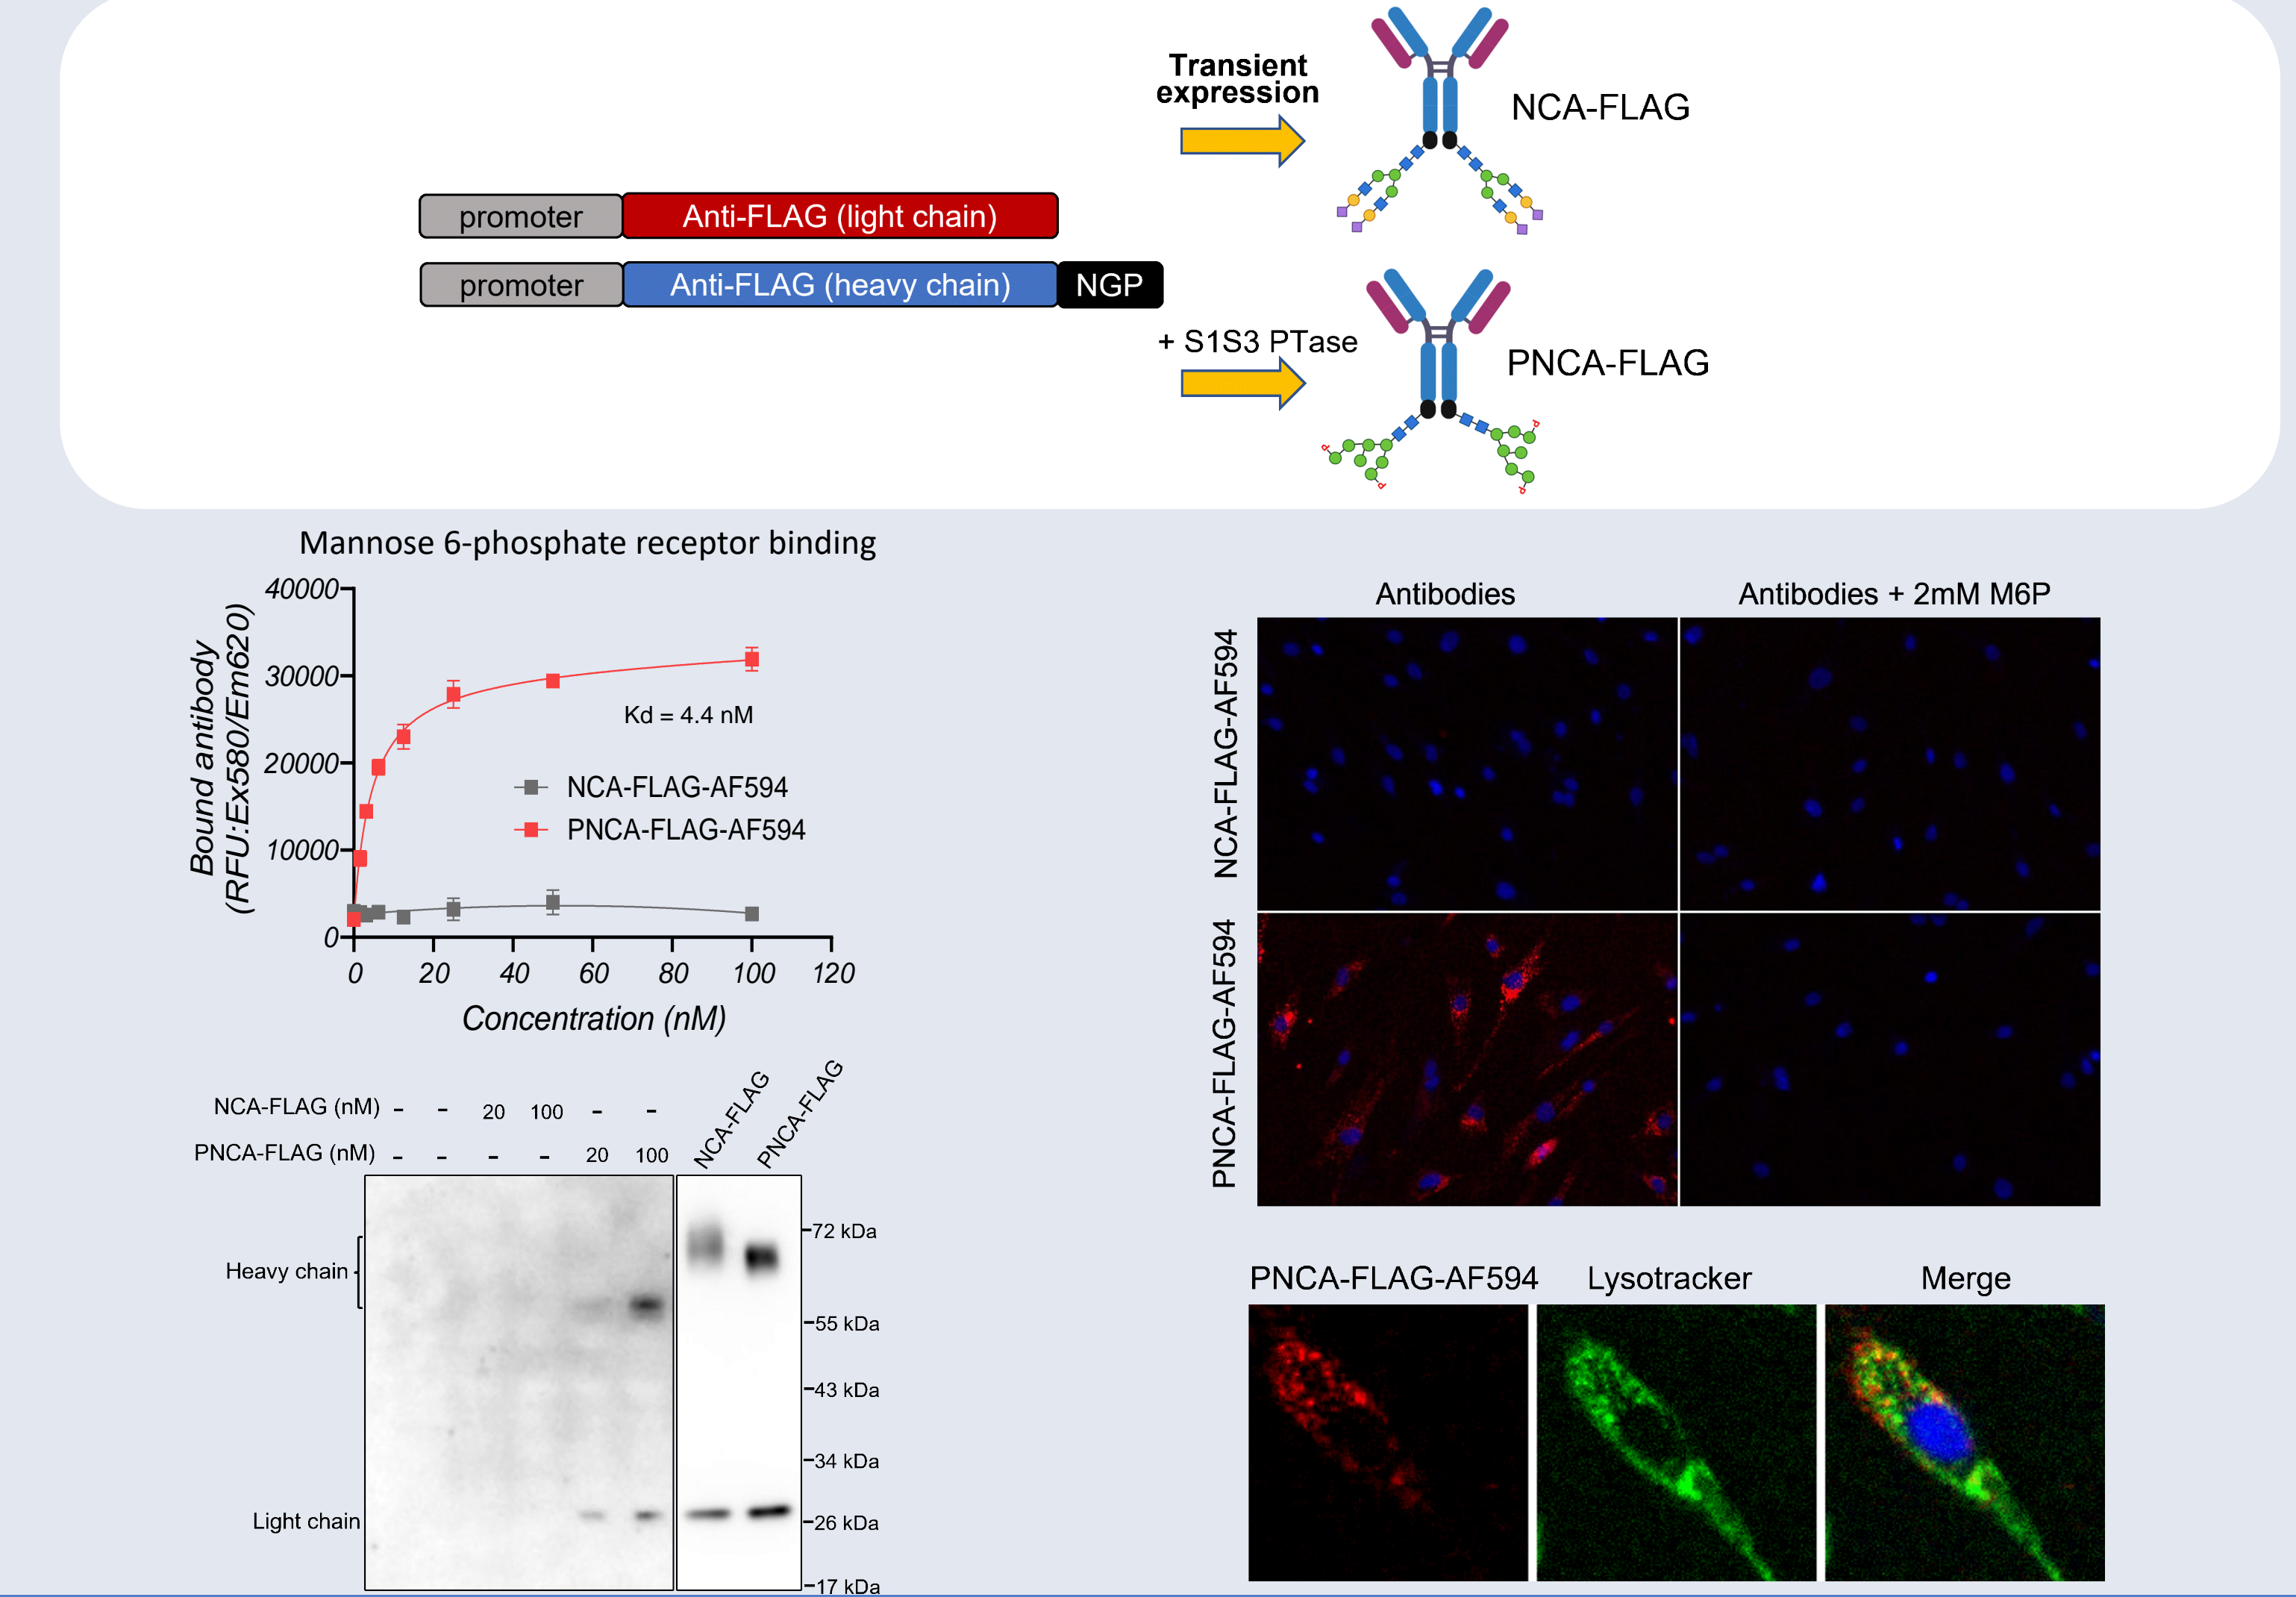 Transient
expression
NCA-FLAG
promoter
Anti-FLAG (light chain)
promoter
Anti-FLAG (heavy chain)
NGP
+ S1S3 PTase
PNCA-FLAG
P
P
P
P
Mannose 6-phosphate receptor binding
Bound antibody
(RFU:Ex580/Em620)
40000
30000
20000
10000
0
Kd = 4.4 nM
NCA-FLAG-AF594
PNCA-FLAG-AF594
0 20 40 60 80 100 120
Concentration (nM)
NCA-FLAG (nM) - - 20 100 - -
PNCA-FLAG (nM) - - - - 20 100
NCA-FLAG
PNCA-FLAG
Heavy chain
Light chain
72 kDa
55 kDa
43 kDa
34 kDa
26 kDa
17 kDa
Antibodies
Antibodies + 2mM M6P
NCA-FLAG-AF594
PNCA-FLAG-AF594
PNCA-FLAG-AF594
Lysotracker
Merge